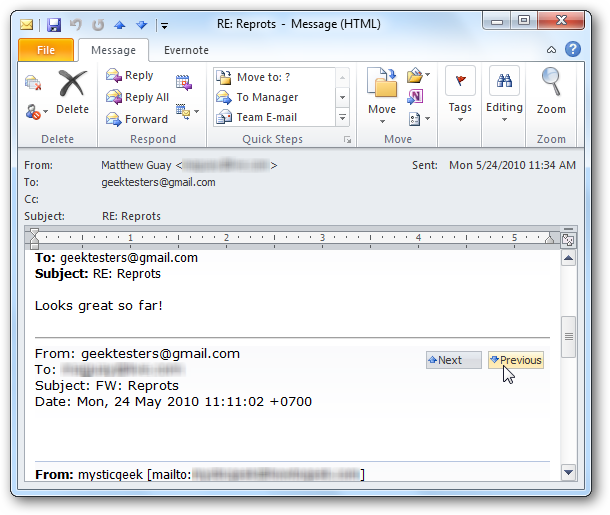 RE: Reprots - Message (HTML)
File Message Evernote
Reply
Reply All
Forward
Delete
Move to: ?
To Manager
Team E-mail
Move
Tags
Editing
Zoom
Delete Respond Quick Steps Move Zoom
From: Matthew Guay < > Sent: Mon 5/24/2010 11:34 AM
To: geektesters@gmail.com
Cc:
Subject: RE: Reprots
1 2 3 4 5
To: geektesters@gmail.com
Subject: RE: Reprots
Looks great so far!
From: geektesters@gmail.com
Next Previous
To:
Subject: FW: Reprots
Date: Mon, 24 May 2010 11:11:02 +0700
From: mysticgeek [mailto: ]